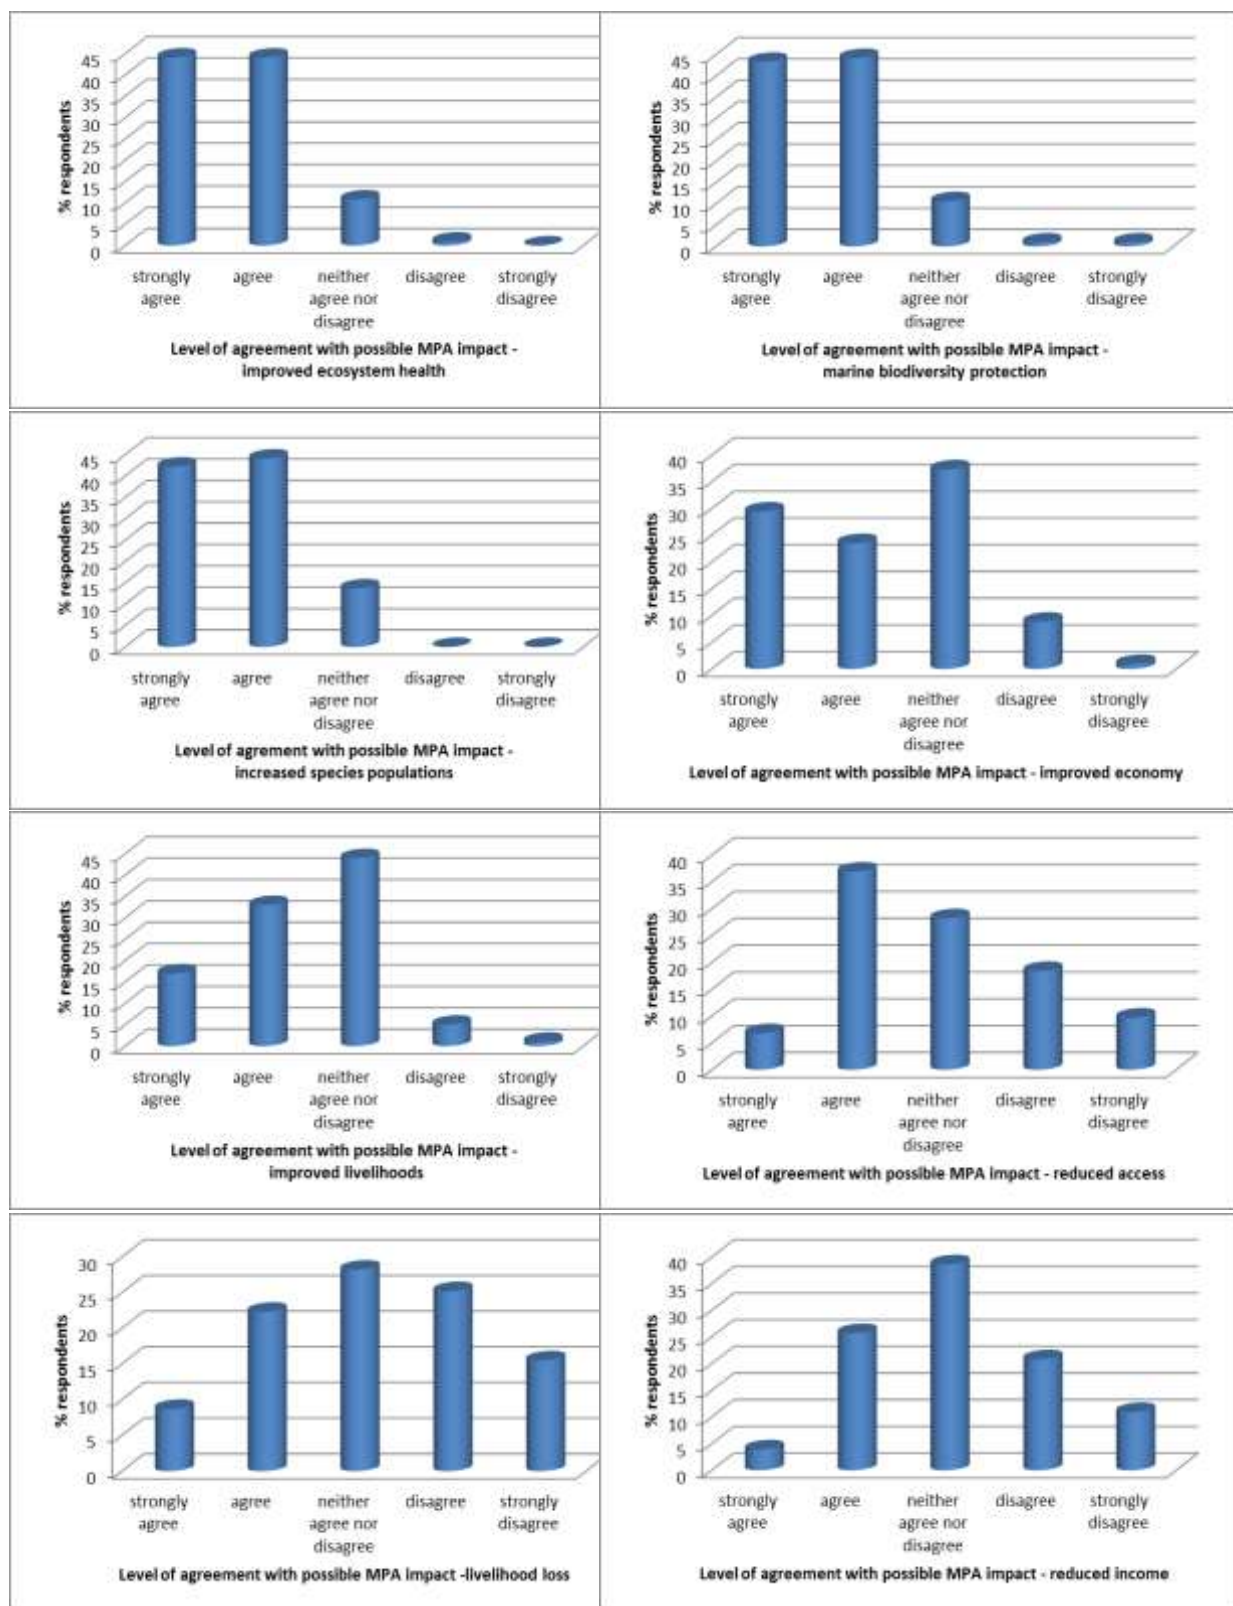 % respondents
45
40
35
30
25
20
15
10
5
0
strongly agree neither disagree strongly
agree agree nor disagree
disagree
Level of agreement with possible MPA impact -
improved ecosystem health
% respondents
45
40
35
30
25
20
15
10
5
0
strongly agree neither disagree strongly
agree agree nor disagree
disagree
Level of agreement with possible MPA impact -
marine biodiversity protection
% respondents
45
40
35
30
25
20
15
10
5
0
strongly agree neither disagree strongly
agree agree nor disagree
disagree
Level of agrement with possible MPA impact -
increased species populations
% respondents
40
35
30
25
20
15
10
5
0
strongly agree neither disagree strongly
agree agree nor disagree
disagree
Level of agreement with possible MPA impact - improved economy
% respondents
45
40
35
30
25
20
15
10
5
0
strongly agree neither disagree strongly
agree agree nor disagree
disagree
Level of agreement with possible MPA impact -
improved livelihoods
% respondents
40
35
30
25
20
15
10
5
0
strongly agree neither disagree strongly
agree agree nor disagree
disagree
Level of agreement with possible MPA impact - reduced access
% respondents
30
25
20
15
10
5
0
strongly agree neither disagree strongly
agree agree nor disagree
disagree
Level of agreement with possible MPA impact -livelihood loss
% respondents
40
35
30
25
20
15
10
5
0
strongly agree neither disagree strongly
agree agree nor disagree
disagree
Level of agreement with possible MPA impact - reduced income